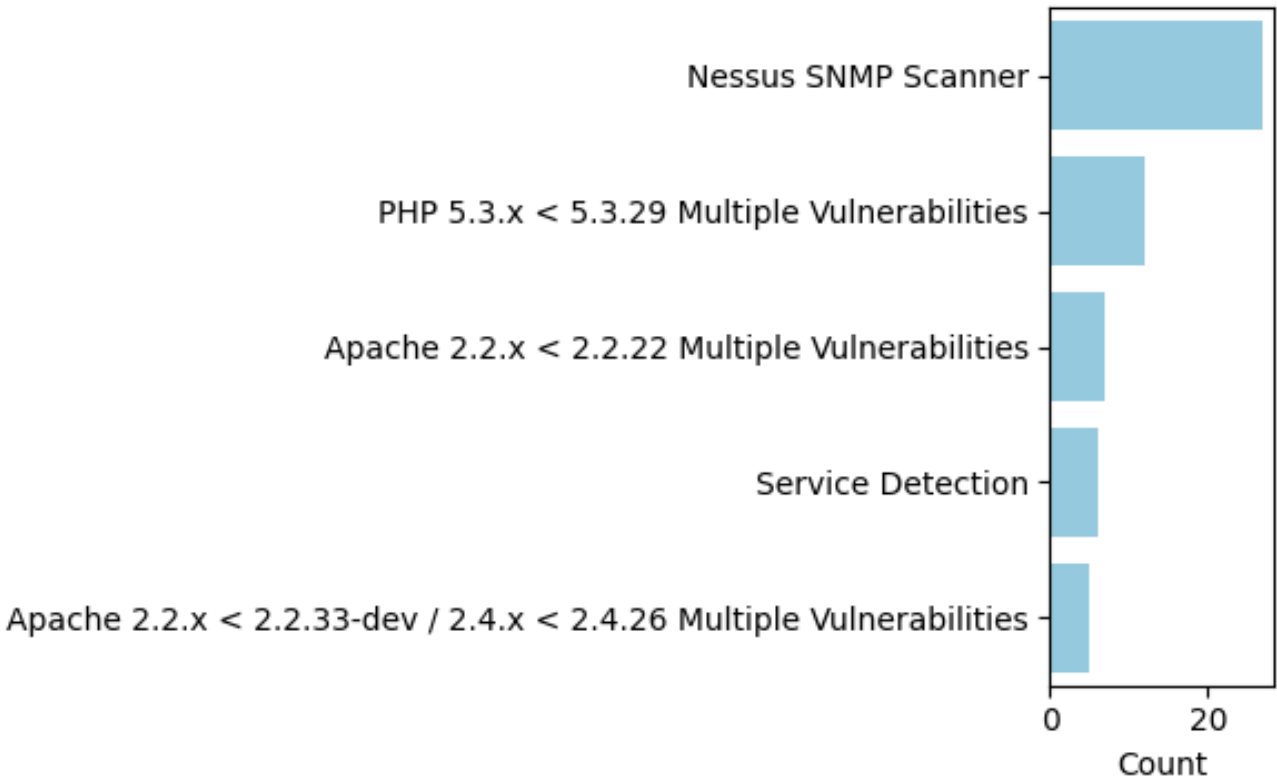 Nessus SNMP Scanner
PHP 5.3.x < 5.3.29 Multiple Vulnerabilities
Apache 2.2.x < 2.2.22 Multiple Vulnerabilities
Service Detection
Apache 2.2.x < 2.2.33-dev / 2.4.x < 2.4.26 Multiple Vulnerabilities
0 20
Count